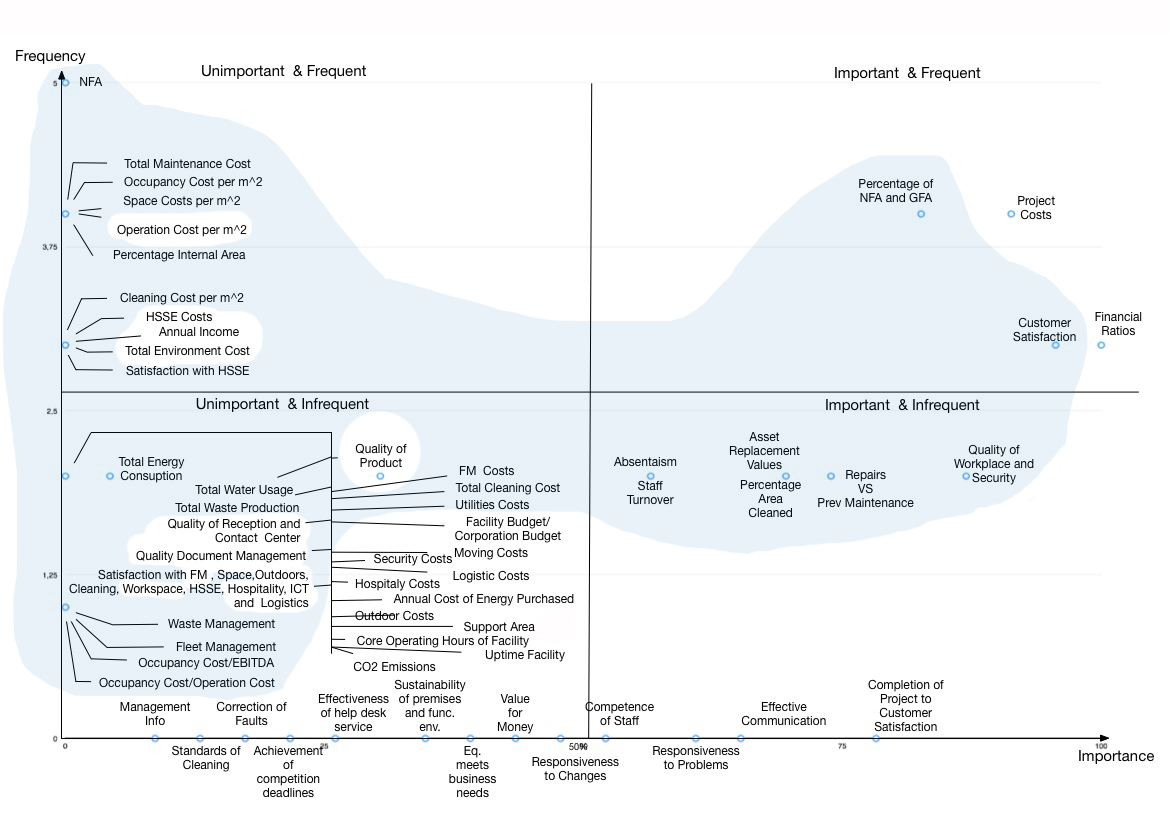 Frequency
Unimportant & Frequent
Important & Frequent
5
NFA
Total Maintenance Cost
Occupancy Cost per m^2
Space Costs per m^2
Operation Cost per m^2
Percentage Internal Area
Percentage of
NFA and GFA
Project
Costs
3,75
Cleaning Cost per m^2
HSSE Costs
Annual Income
Total Environment Cost
Satisfaction with HSSE
Customer
Satisfaction
Financial
Ratios
Unimportant & Infrequent
Important & Infrequent
2,5
Total Energy
Consuption
Quality of
Product
Total Water Usage
Total Waste Production
Quality of Reception and
Contact Center
Quality Document Management
Satisfaction with FM , Space,Outdoors,
Cleaning, Workspace, HSSE, Hospitality, ICT
and Logistics
FM Costs
Total Cleaning Cost
Utilities Costs
Facility Budget/
Corporation Budget
Moving Costs
Security Costs
Logistic Costs
Hospitaly Costs
Annual Cost of Energy Purchased
Outdoor Costs
Support Area
Core Operating Hours of Facility
Uptime Facility
CO2 Emissions
Absentaism
Staff
Turnover
Asset
Replacement
Values
Percentage
Area
Cleaned
Repairs
VS
Prev Maintenance
Quality of
Workplace and
Security
1,25
Waste Management
Fleet Management
Occupancy Cost/EBITDA
Occupancy Cost/Operation Cost
Management
Info
Correction of
Faults
Effectiveness
of help desk
service
Sustainability
of premises
and func.
env.
Value
for
Money
Competence
of Staff
Effective
Communication
Completion of
Project to
Customer
Satisfaction
0
0
25
50%
75
100
Importance
Standards of
Cleaning
Achievement
of
competition
deadlines
Eq.
meets
business
needs
Responsiveness
to Changes
Responsiveness
to Problems